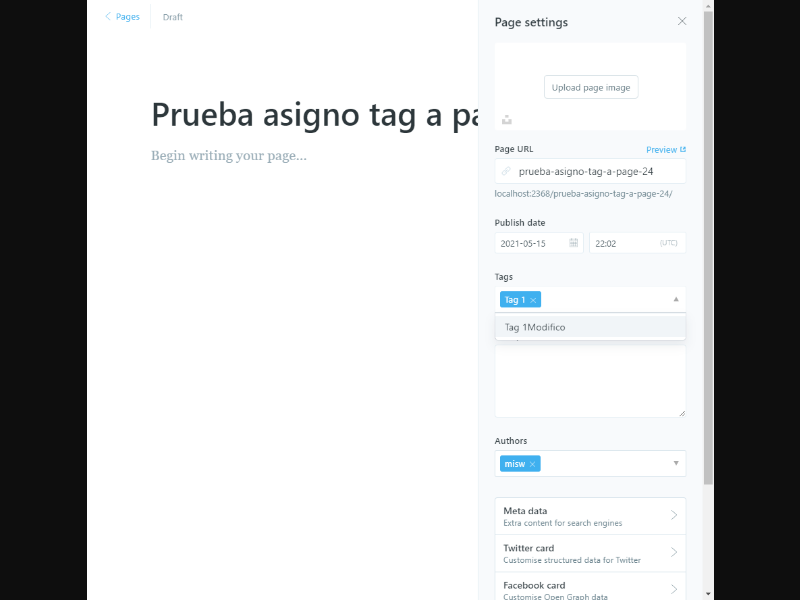 Pages
Draft
Page settings
Prueba asigno tag a pa
Begin writing your page...
Upload page image
Page URL
Preview
prueba-asigno-tag-a-page-24
localhost:2368/prueba-asigno-tag-a-page-24/
Publish date
2021-05-15
22:02
(UTC)
Tags
Tag 1 ×
Tag 1Modifico
Authors
misw ×
Meta data
Extra content for search engines
Twitter card
Customise structured data for Twitter
Facebook card
Customise Open Graph data